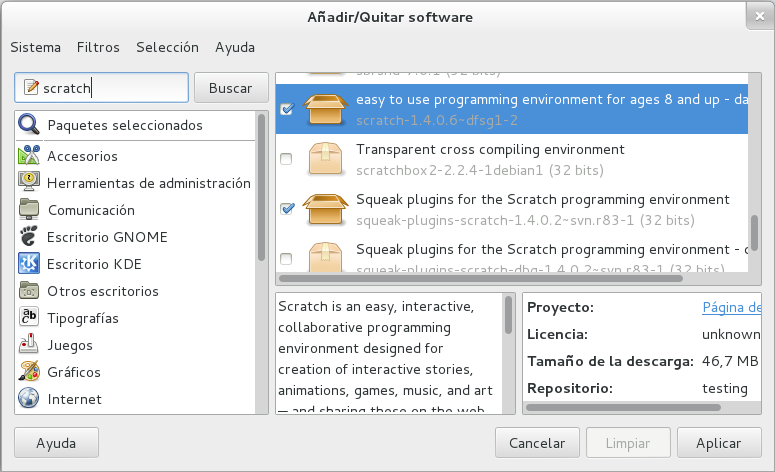 Añadir/Quitar software
Sistema Filtros Selección Ayuda
scratch
Buscar
Paquetes seleccionados
Accesorios
Herramientas de administración
Comunicación
Escritorio GNOME
Escritorio KDE
Otros escritorios
Tipografías
Juegos
Gráficos
Internet
easy to use programming environment for ages 8 and up - da
scratch-1.4.0.6~dfsg1-2
Transparent cross compiling environment
scratchbox2-2.2.4-1debian1 (32 bits)
Squeak plugins for the Scratch programming environment
squeak-plugins-scratch-1.4.0.2~svn.r83-1 (32 bits)
Squeak plugins for the Scratch programming environment - d
squeak-plugins-scratch-dbg-1.4.0.2~svn.r83-1 (32 bits)
Scratch is an easy, interactive,
collaborative programming
environment designed for
creation of interactive stories,
animations, games, music, and art
— and sharing these on the web.
Proyecto: Página de
Licencia: unknown
Tamaño de la descarga: 46,7 MB
Repositorio: testing
Ayuda
Cancelar
Limpiar
Aplicar